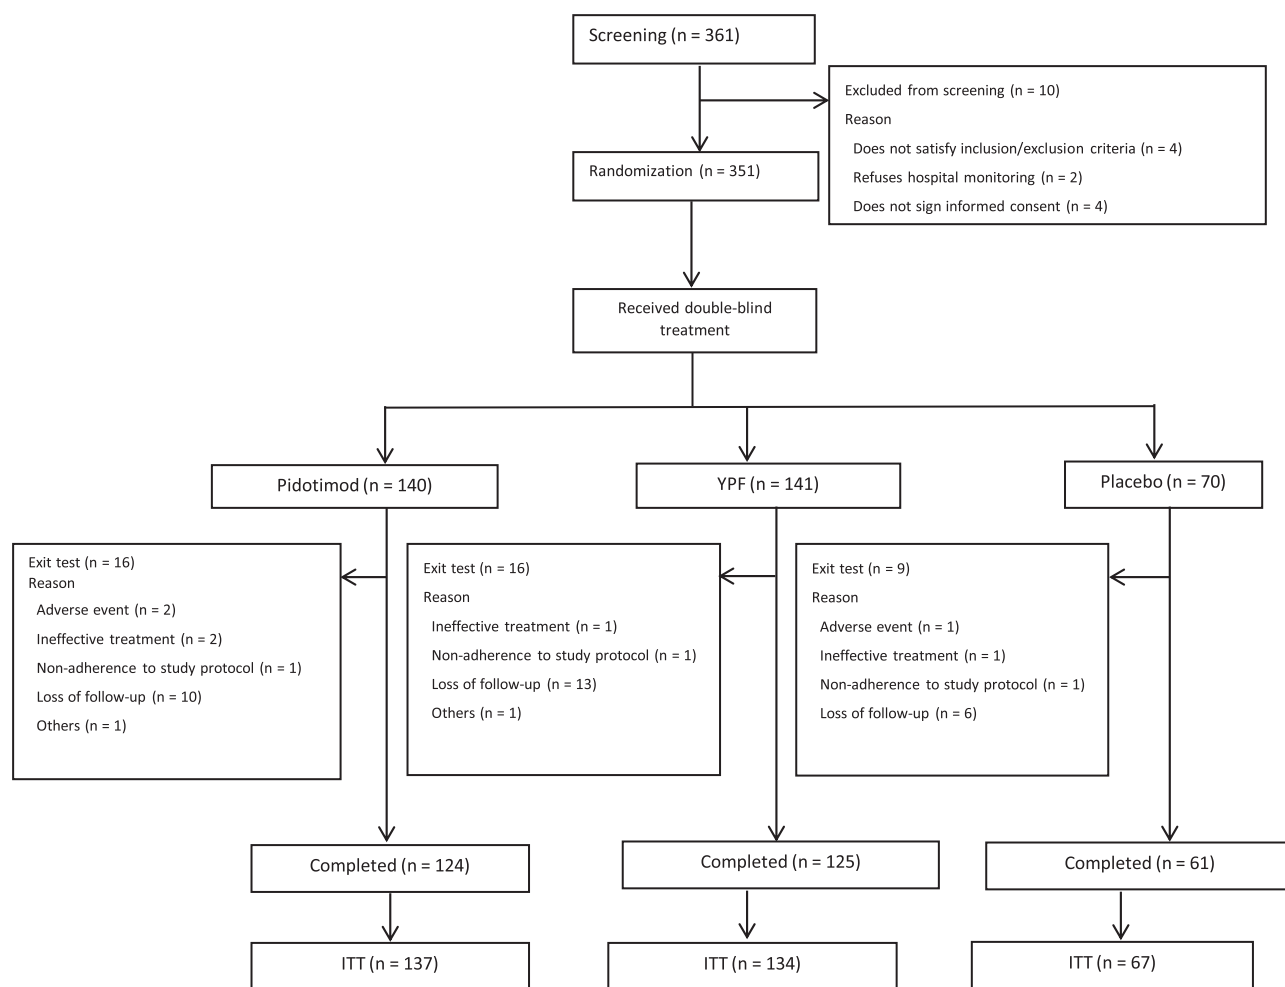 Screening (n = 361)
Excluded from screening (n = 10)
Reason
Does not satisfy inclusion/exclusion criteria (n = 4)
Refuses hospital monitoring (n = 2)
Does not sign informed consent (n = 4)
Randomization (n = 351)
Received double-blind
treatment
Pidotimod (n = 140)
YPF (n = 141)
Placebo (n = 70)
Exit test (n = 16)
Reason
Adverse event (n = 2)
Ineffective treatment (n = 2)
Non-adherence to study protocol (n = 1)
Loss of follow-up (n = 10)
Others (n = 1)
Exit test (n = 16)
Reason
Ineffective treatment (n = 1)
Non-adherence to study protocol (n = 1)
Loss of follow-up (n = 13)
Others (n = 1)
Exit test (n = 9)
Reason
Adverse event (n = 1)
Ineffective treatment (n = 1)
Non-adherence to study protocol (n = 1)
Loss of follow-up (n = 6)
Completed (n = 124)
Completed (n = 125)
Completed (n = 61)
ITT (n = 137)
ITT (n = 134)
ITT (n = 67)